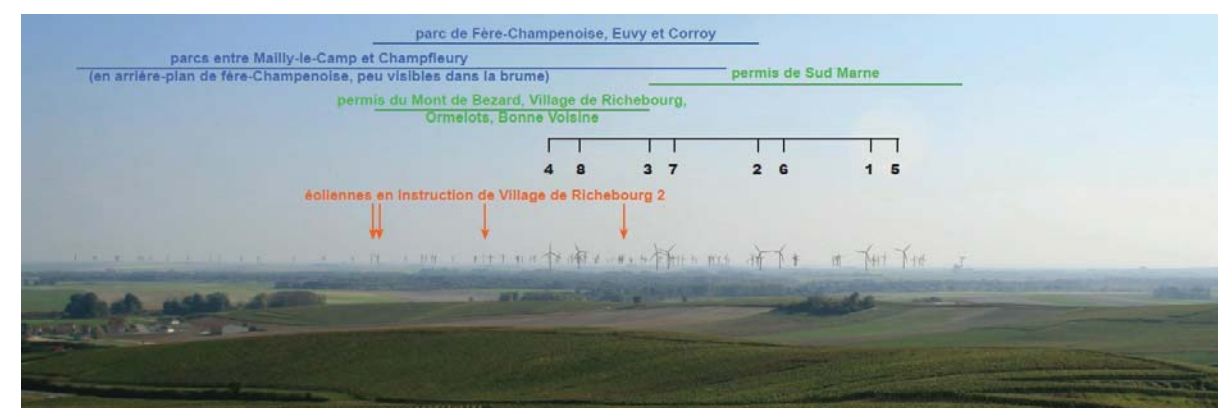 parc de Fère-Champenoise, Euvy et Corroy
parcs entre Mailly-le-Camp et Champfleury
(en arrière-plan de fère-Champenoise, peu visibles dans la brume)
permis de Sud Marne
permis du Mont de Bezard, Village de Richebourg,
Ormelots, Bonne Voisine
4 8 3 7 2 6 1 5
éoliennes en instruction de Village de Richebourg 2